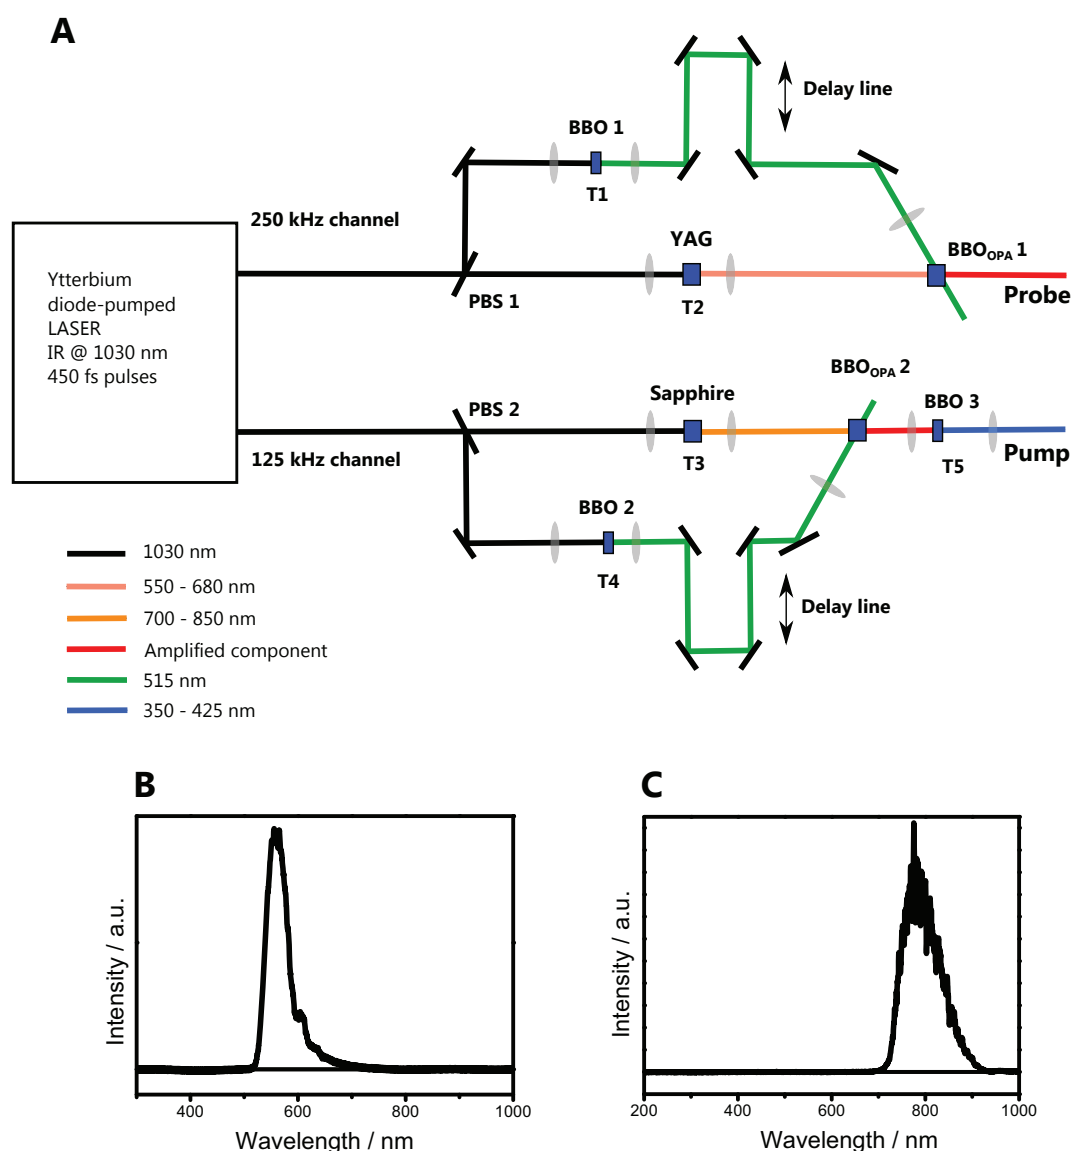 A
Delay line
BBO 1
T1
250 kHz channel
YAG
BBO_OPA 1
Ytterbium
diode-pumped
LASER
IR @ 1030 nm
450 fs pulses
PBS 1
T2
Probe
BBO_OPA 2
Sapphire
BBO 3
PBS 2
125 kHz channel
T3
T5
Pump
BBO 2
T4
Delay line
1030 nm
550 - 680 nm
700 - 850 nm
Amplified component
515 nm
350 - 425 nm
B
Intensity / a.u.
400 600 800 1000
Wavelength / nm
C
Intensity / a.u.
200 400 600 800 1000
Wavelength / nm